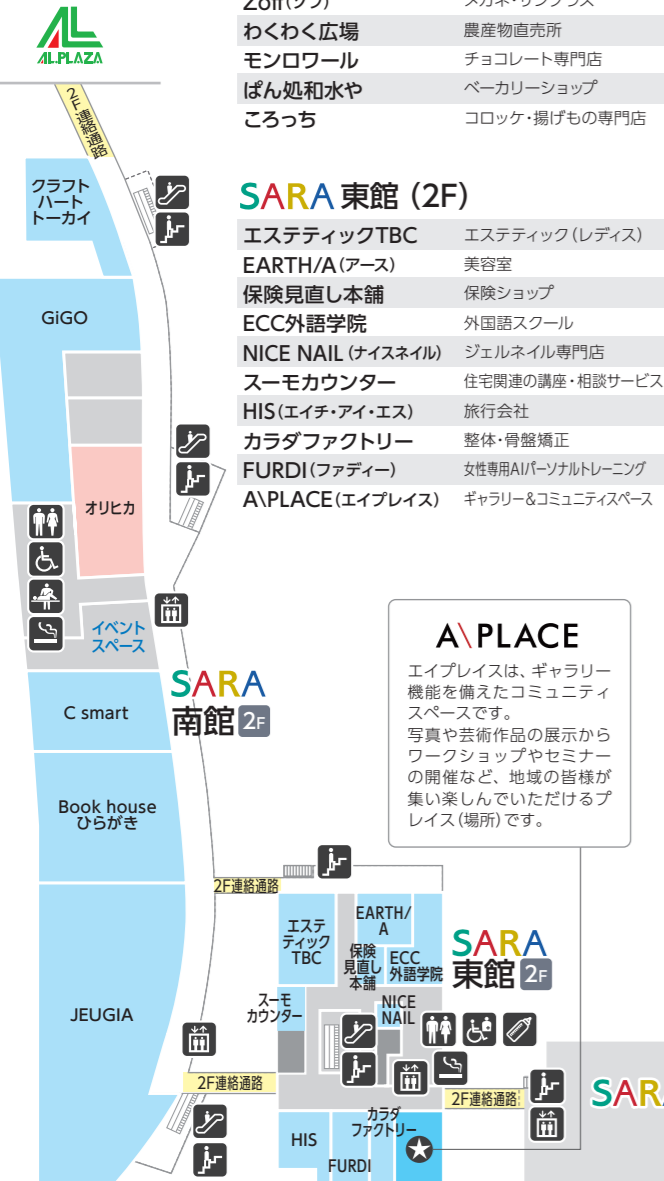 Zoff(ゾフ) メガネ・サングラス
わくわく広場 農産物直売所
モンロワール チョコレート専門店
ぱん処和水や ベーカリーショップ
ころっち コロッケ・揚げもの専門店
AL.PLAZA
2F連絡通路
クラフト
ハート
トーカイ
SARA 東館 (2F)
エステティックTBC エステティック(レディス)
EARTH/A(アース) 美容室
保険見直し本舗 保険ショップ
ECC外語学院 外国語スクール
NICE NAIL(ナイスネイル) ジェルネイル専門店
スーモカウンター 住宅関連の講座・相談サービス
HIS(エイチ・アイ・エス) 旅行会社
カラダファクトリー 整体・骨盤矯正
FURDI(ファディー) 女性専用AIパーソナルトレーニング
A\PLACE(エイプレイス) ギャラリー&コミュニティスペース
GiGO
オリヒカ
イベント
スペース
SARA
南館 2F
C smart
Book house
ひらがき
JEUGIA
A\PLACE
エイプレイスは、ギャラリー
機能を備えたコミュニティ
スペースです。
写真や芸術作品の展示から
ワークショップやセミナー
の開催など、地域の皆様が
集い楽しんでいただけるプ
レイス(場所)です。
2F連絡通路
エステ
ティック
TBC
EARTH/
A
保険
見直し
本舗
ECC
外語学院
SARA
東館 2F
スーモ
カウンター
NICE
NAIL
2F連絡通路
2F連絡通路
SARA
カラダ
ファクトリー
HIS
FURDI